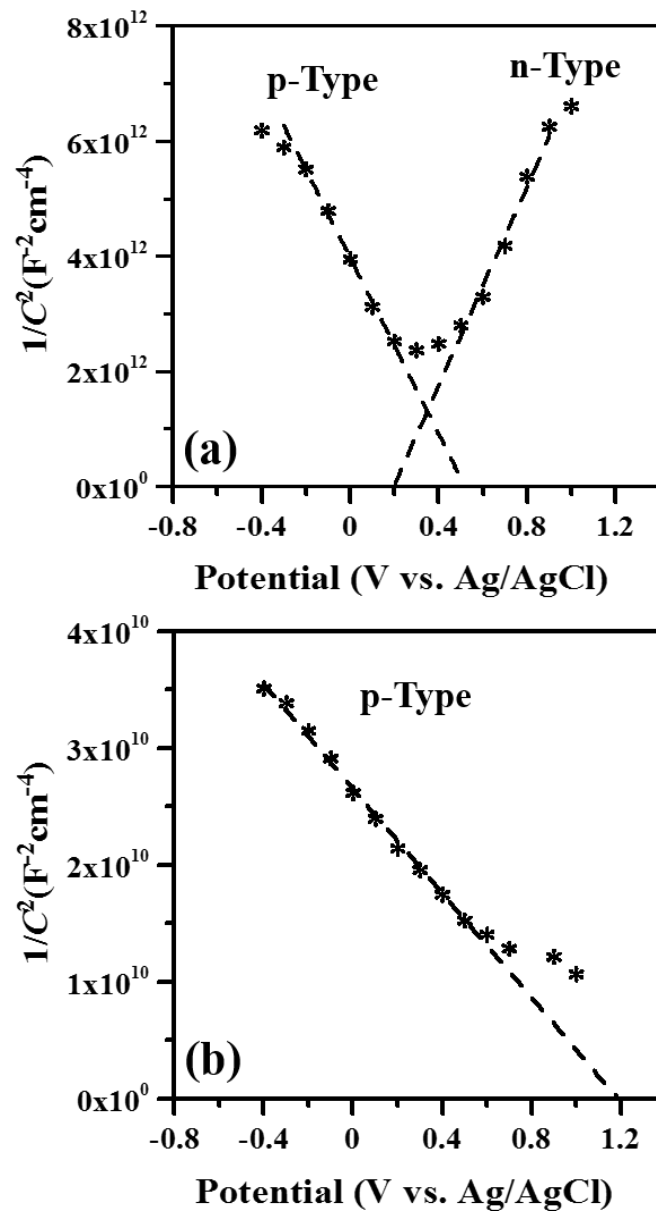 8x10¹²
p-Type
n-Type
6x10¹²
4x10¹²
2x10¹²
0x10⁰
1/C²(F⁻²cm⁻⁴)
(a)
-0.8 -0.4 0 0.4 0.8 1.2
Potential (V vs. Ag/AgCl)
4x10¹⁰
p-Type
3x10¹⁰
2x10¹⁰
1x10¹⁰
0x10⁰
1/C²(F⁻²cm⁻⁴)
(b)
-0.8 -0.4 0 0.4 0.8 1.2
Potential (V vs. Ag/AgCl)